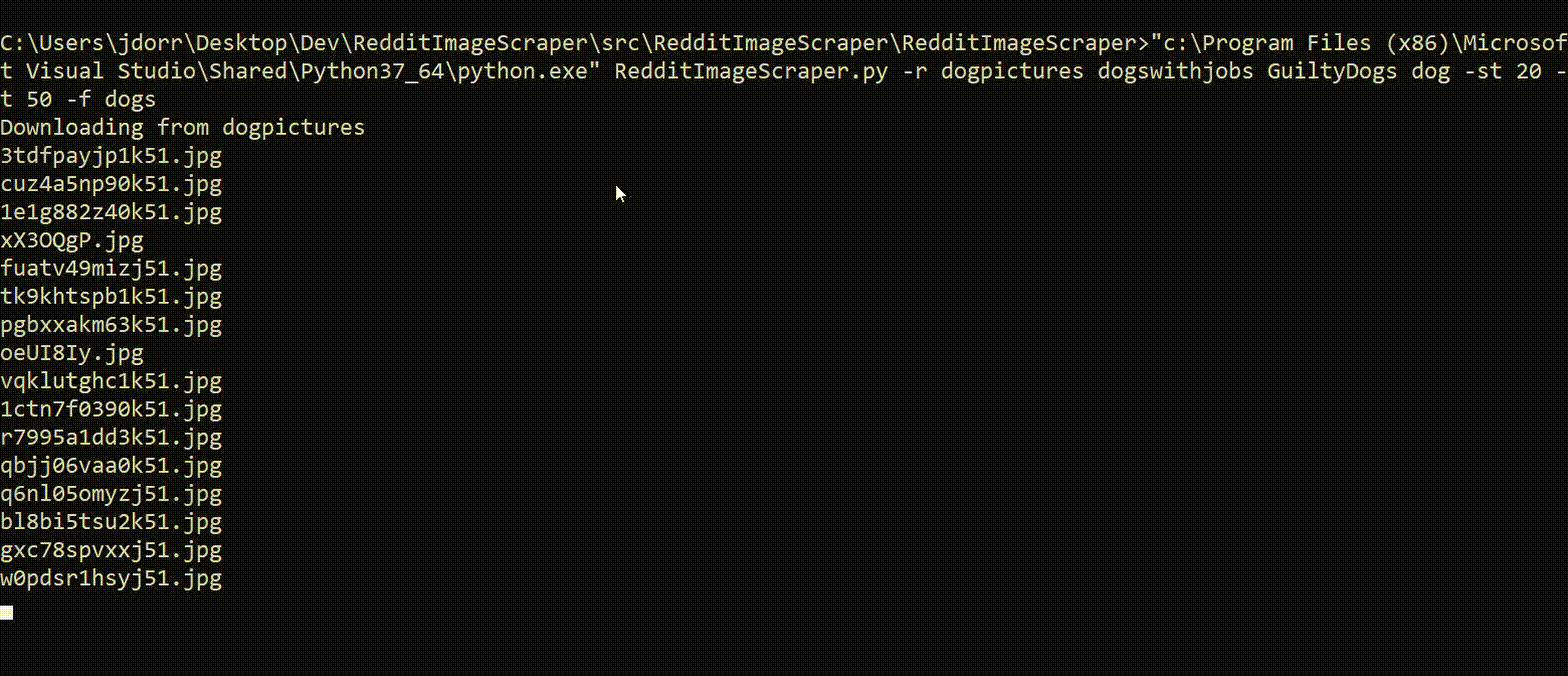 C:\Users\jdorr\Desktop\Dev\RedditImageScraper\src\RedditImageScraper\RedditImageScraper>"c:\Program Files (x86)\Microsof
t Visual Studio\Shared\Python37_64\python.exe" RedditImageScraper.py -r dogpictures dogswithjobs GuiltyDogs dog -st 20 -
t 50 -f dogs
Downloading from dogpictures
3tdfpayjp1k51.jpg
cuz4a5np90k51.jpg
1e1g882z40k51.jpg
xX3OQgP.jpg
fuatv49mizj51.jpg
tk9khtspb1k51.jpg
pgbxxakm63k51.jpg
oeUI8Iy.jpg
vqklutghc1k51.jpg
1ctn7f0390k51.jpg
r7995a1dd3k51.jpg
qbjj06vaa0k51.jpg
q6nl05omyzj51.jpg
bl8bi5tsu2k51.jpg
gxc78spvxxj51.jpg
w0pdsr1hsyj51.jpg